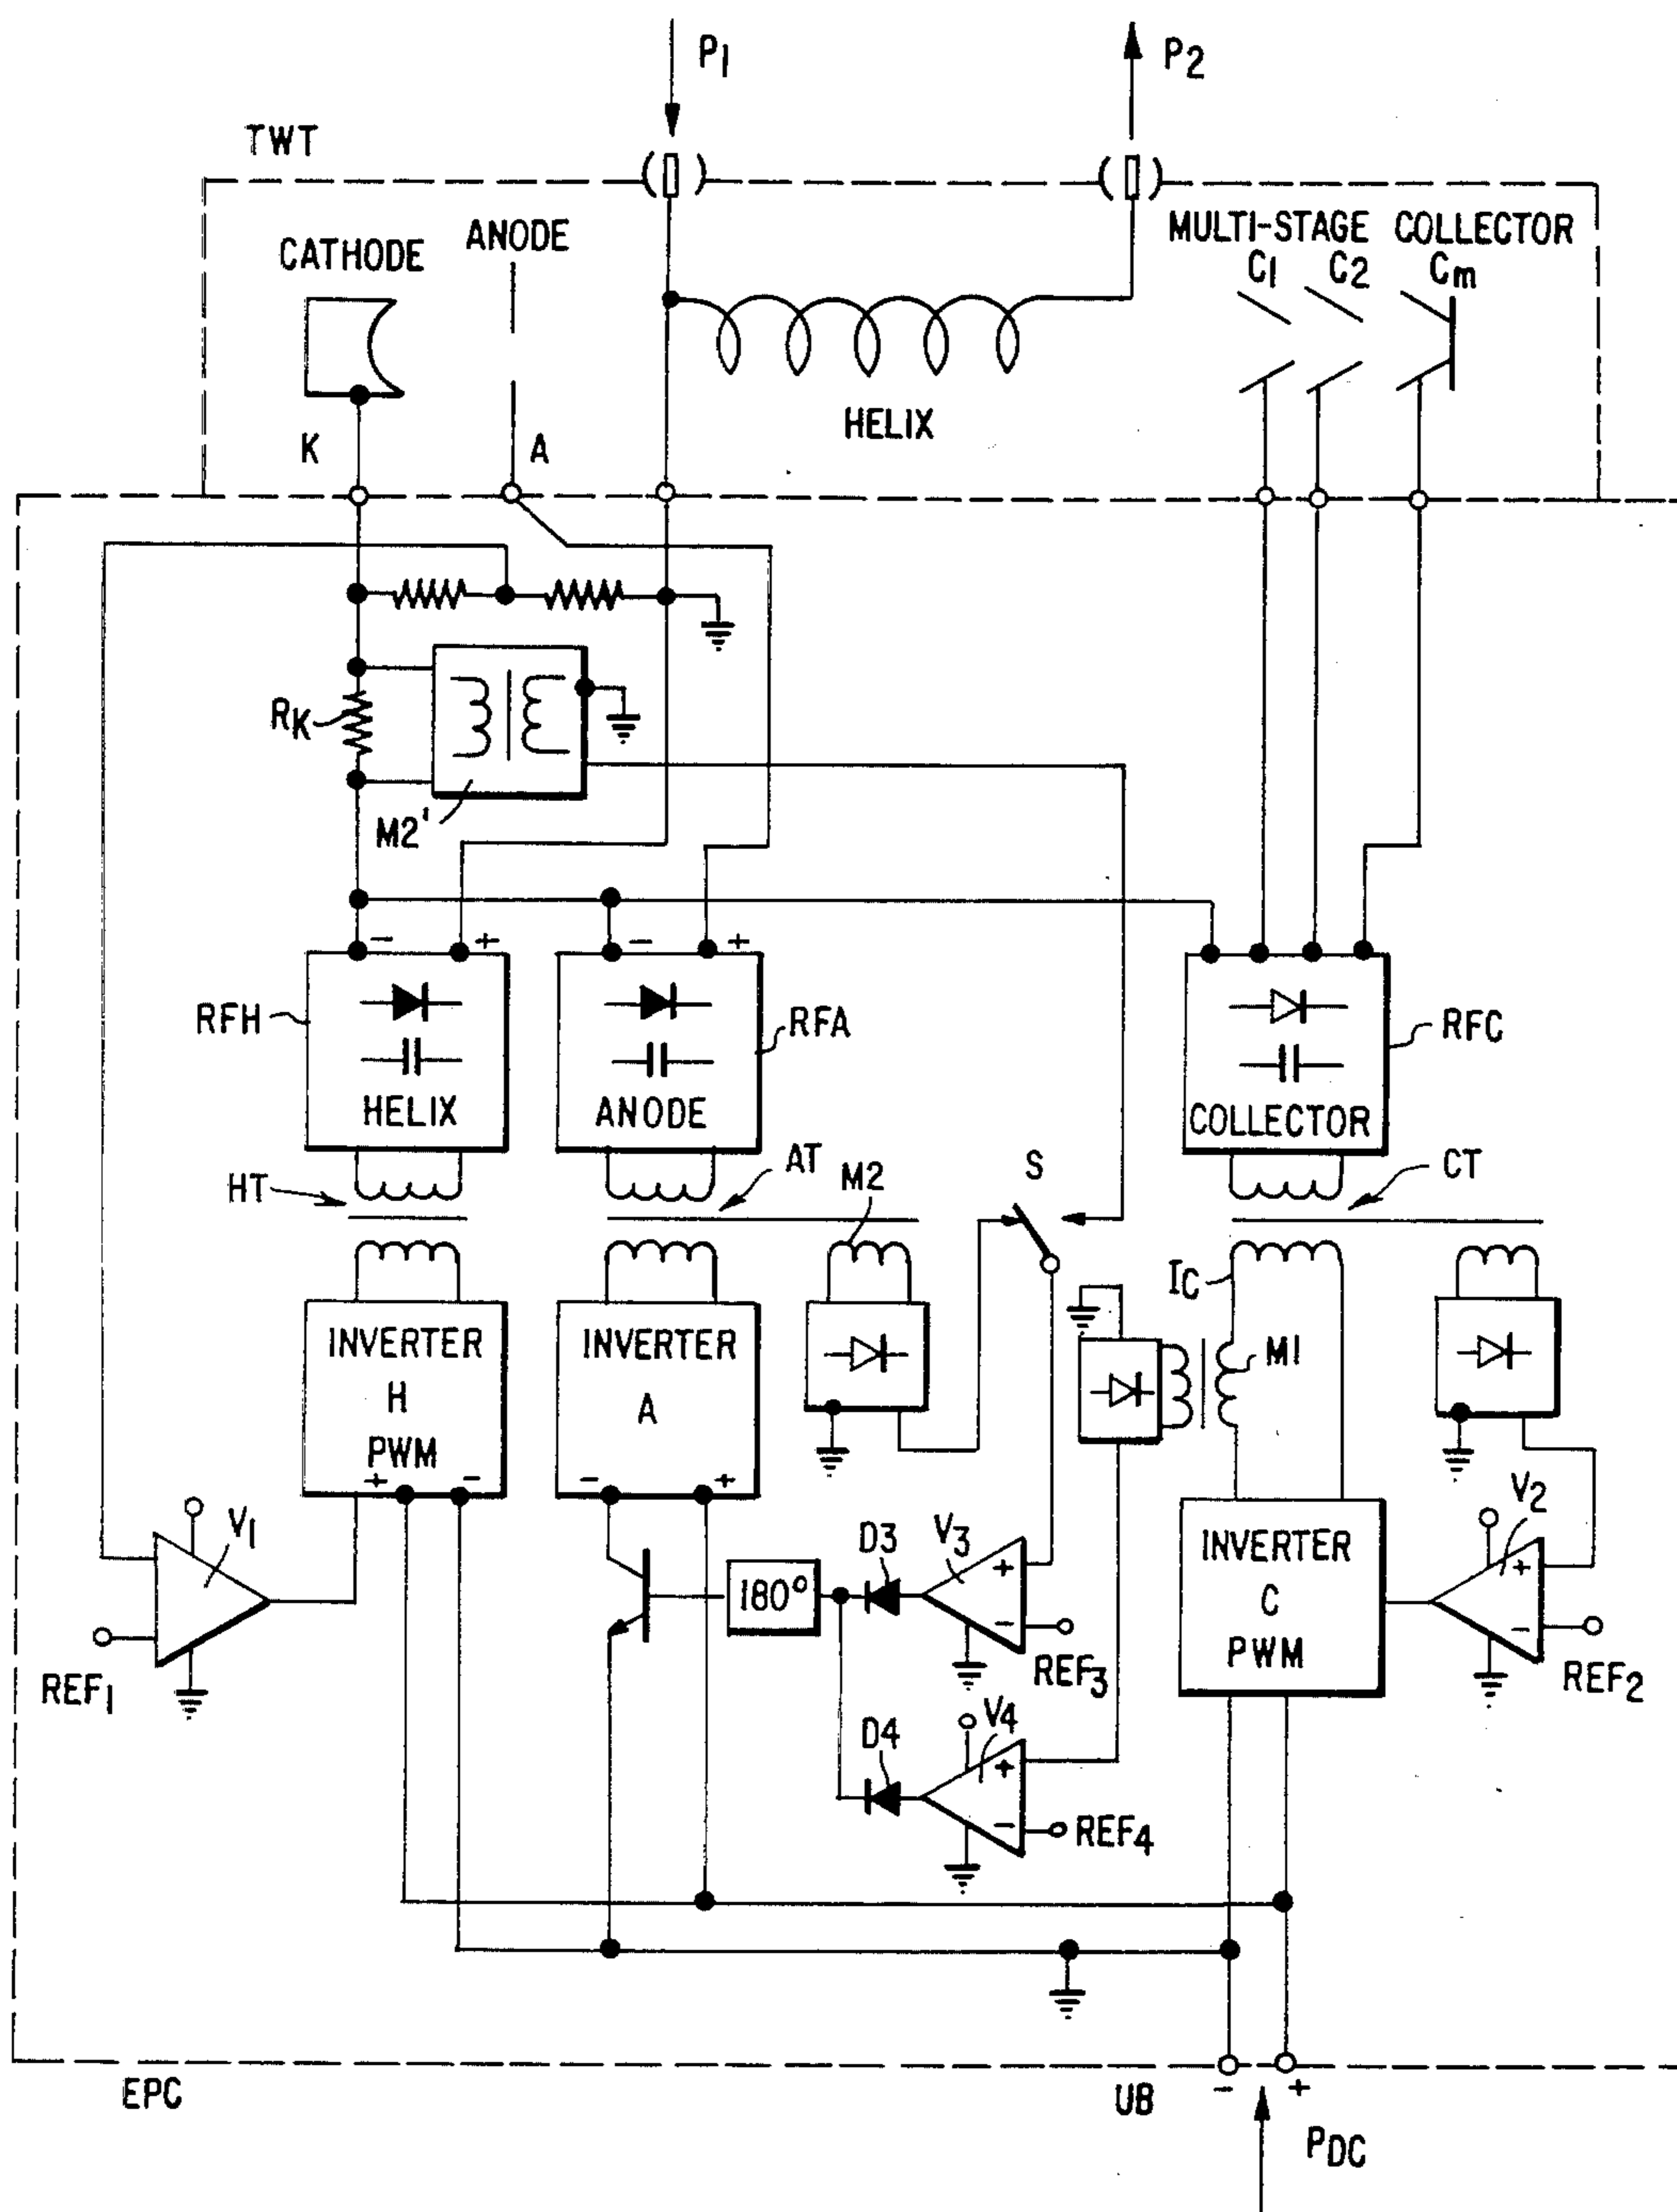 P1
P2
TWT
CATHODE
ANODE
MULTI-STAGE COLLECTOR
C1 C2 Cm
HELIX
K
A
RK
M2'
- +
- +
RFH
HELIX
RFA
ANODE
RFC
COLLECTOR
HT
AT
M2
S
CT
IC
M1
INVERTER
H
PWM
+ -
INVERTER
A
- +
V1
REF1
180°
D3
V3
+
-
REF3
D4
V4
+
-
REF4
INVERTER
C
PWM
V2
+
-
REF2
EPC
UB
- +
PDC